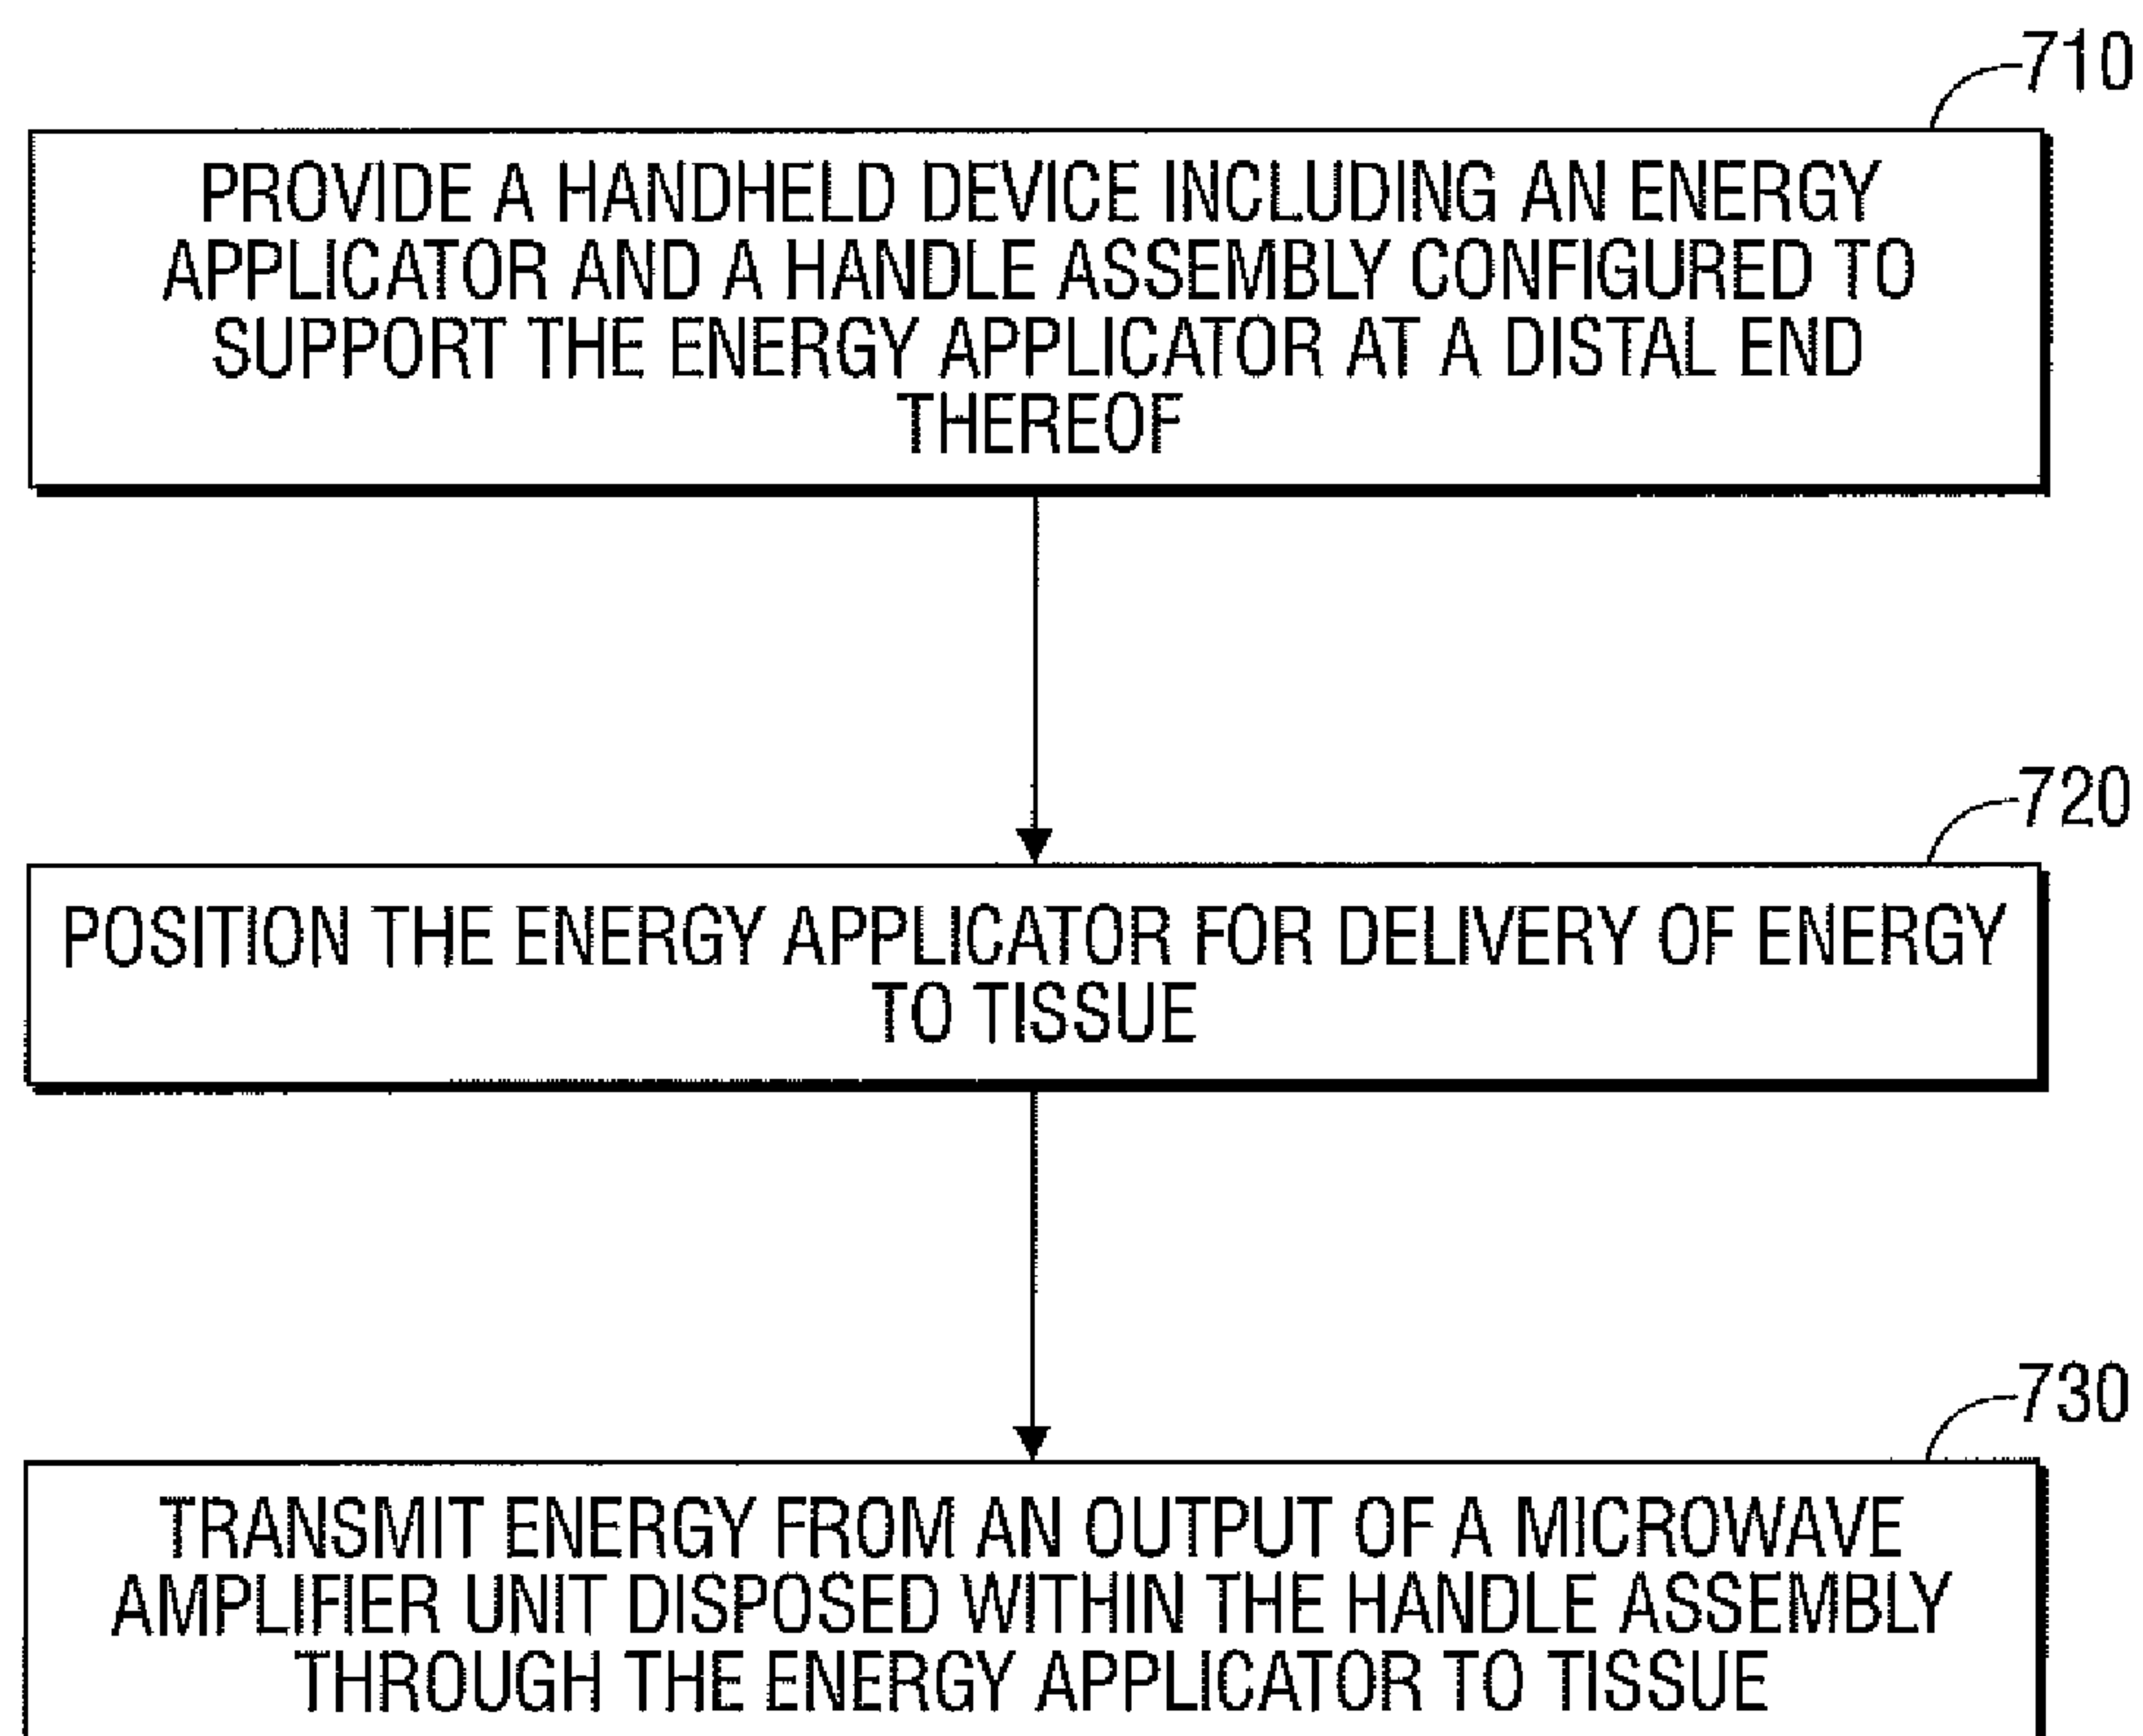 710
PROVIDE A HANDHELD DEVICE INCLUDING AN ENERGY
APPLICATOR AND A HANDLE ASSEMBLY CONFIGURED TO
SUPPORT THE ENERGY APPLICATOR AT A DISTAL END
THEREOF
720
POSITION THE ENERGY APPLICATOR FOR DELIVERY OF ENERGY
TO TISSUE
730
TRANSMIT ENERGY FROM AN OUTPUT OF A MICROWAVE
AMPLIFIER UNIT DISPOSED WITHIN THE HANDLE ASSEMBLY
THROUGH THE ENERGY APPLICATOR TO TISSUE